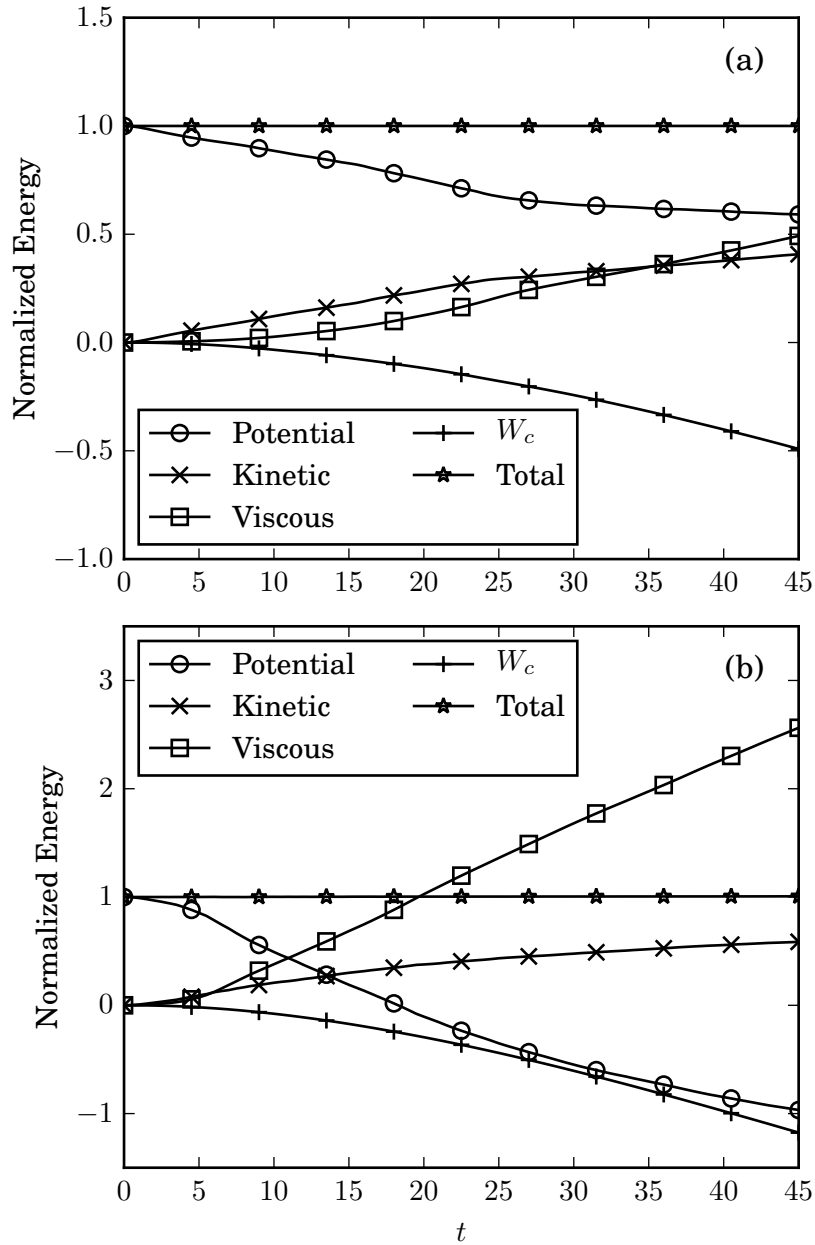 1.5
(a)
1.0
0.5
0.0
−0.5
−1.0
Normalized Energy
Potential
Kinetic
Viscous
W_c
Total
0 5 10 15 20 25 30 35 40 45
(b)
3
2
1
0
−1
Normalized Energy
Potential
Kinetic
Viscous
W_c
Total
0 5 10 15 20 25 30 35 40 45
t